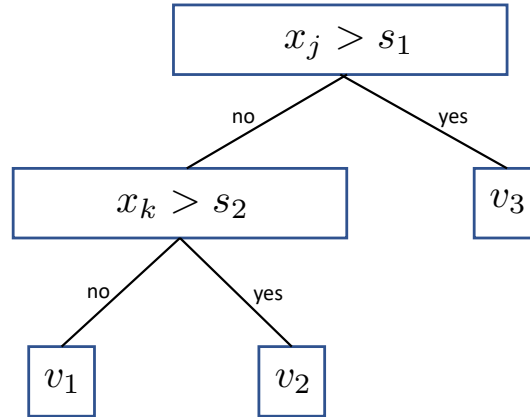 x_j > s_1
no
yes
x_k > s_2
v_3
no
yes
v_1
v_2